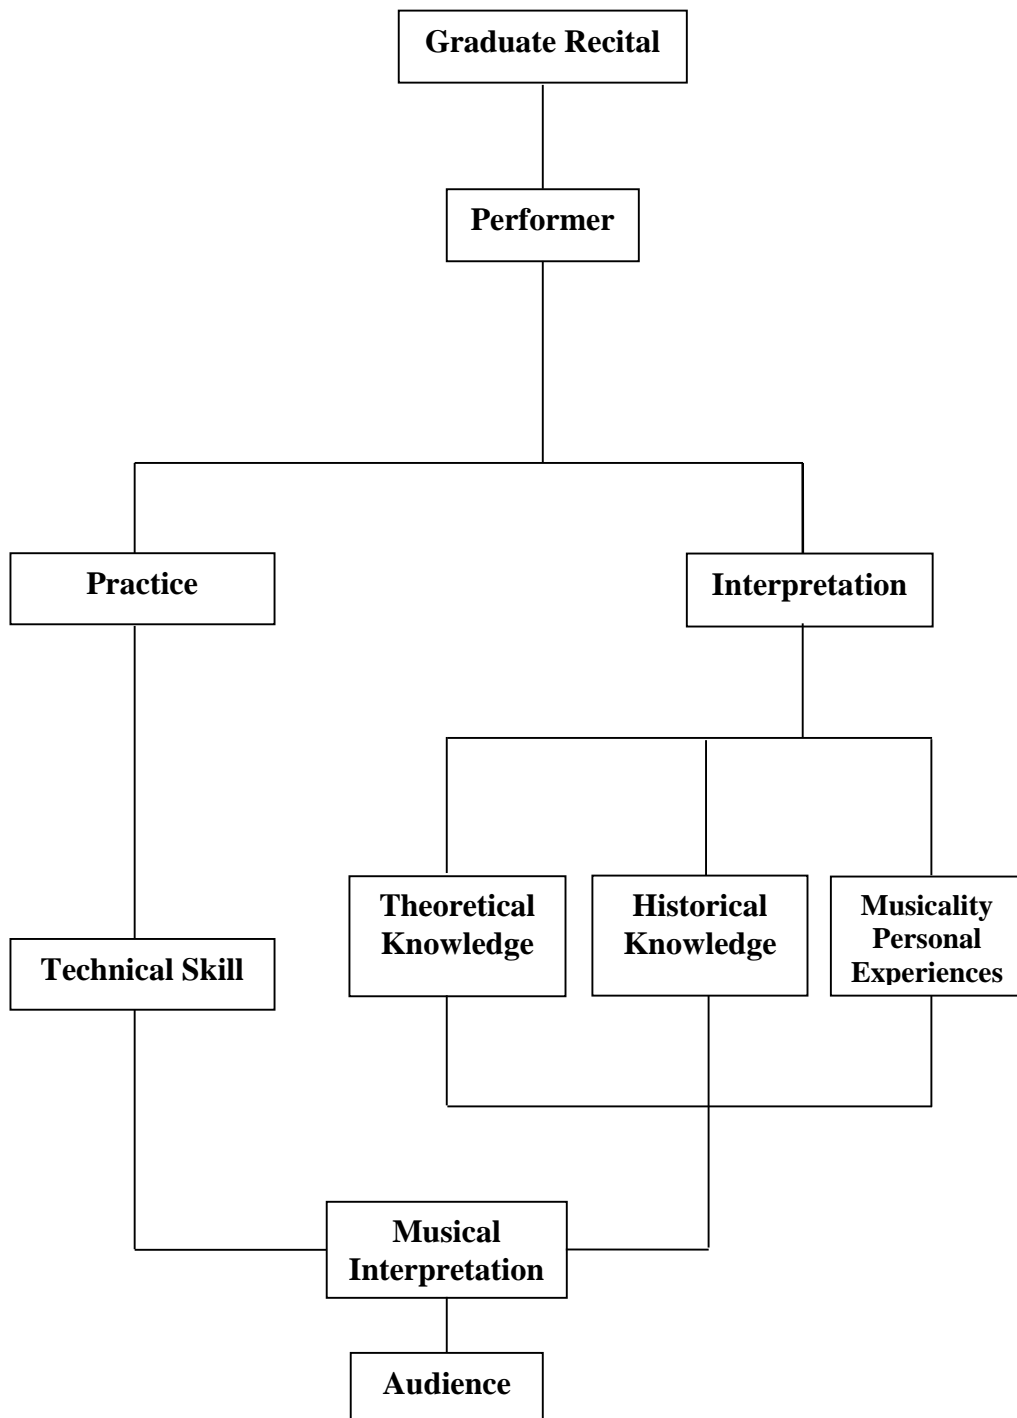 Graduate Recital
Performer
Practice
Interpretation
Theoretical
Knowledge
Historical
Knowledge
Musicality
Personal
Experiences
Technical Skill
Musical
Interpretation
Audience